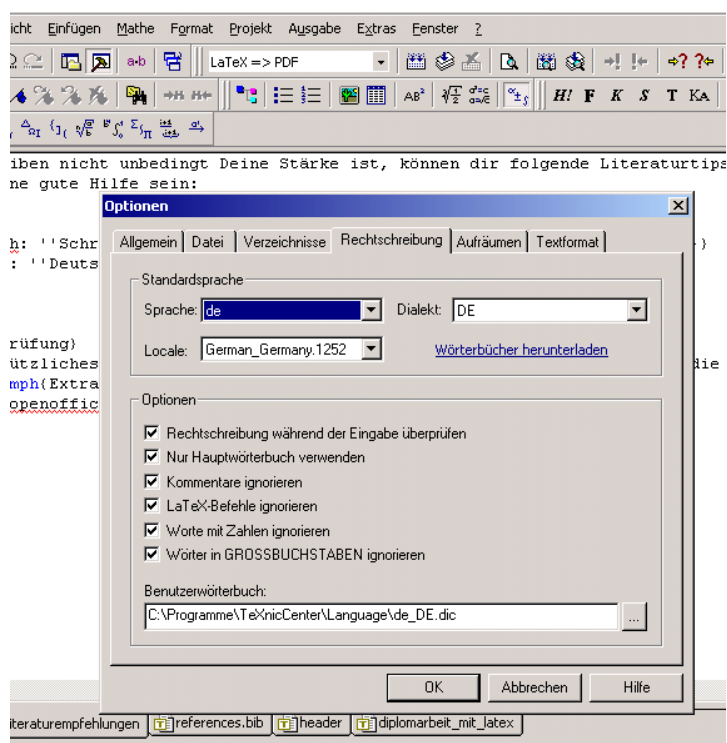 icht Einfügen Mathe Format Projekt Ausgabe Extras Fenster ?
a·b LaTeX => PDF
AB² H! F K S T KA
iben nicht unbedingt Deine Stärke ist, können dir folgende Literaturtips
ne gute Hilfe sein:
Optionen
h: ''Schr
Allgemein Datei Verzeichnisse Rechtschreibung Aufräumen Textformat
: ''Deuts
Standardsprache
Sprache: de Dialekt: DE
rüfung}
Locale: German_Germany.1252 Wörterbücher herunterladen
ützliches die
mph{Extra
Optionen
openoffic
Rechtschreibung während der Eingabe überprüfen
Nur Hauptwörterbuch verwenden
Kommentare ignorieren
LaTeX-Befehle ignorieren
Worte mit Zahlen ignorieren
Wörter in GROSSBUCHSTABEN ignorieren
Benutzerwörterbuch:
C:\Programme\TeXnicCenter\Language\de_DE.dic ...
OK Abbrechen Hilfe
iteraturempfehlungen references.bib header diplomarbeit_mit_latex